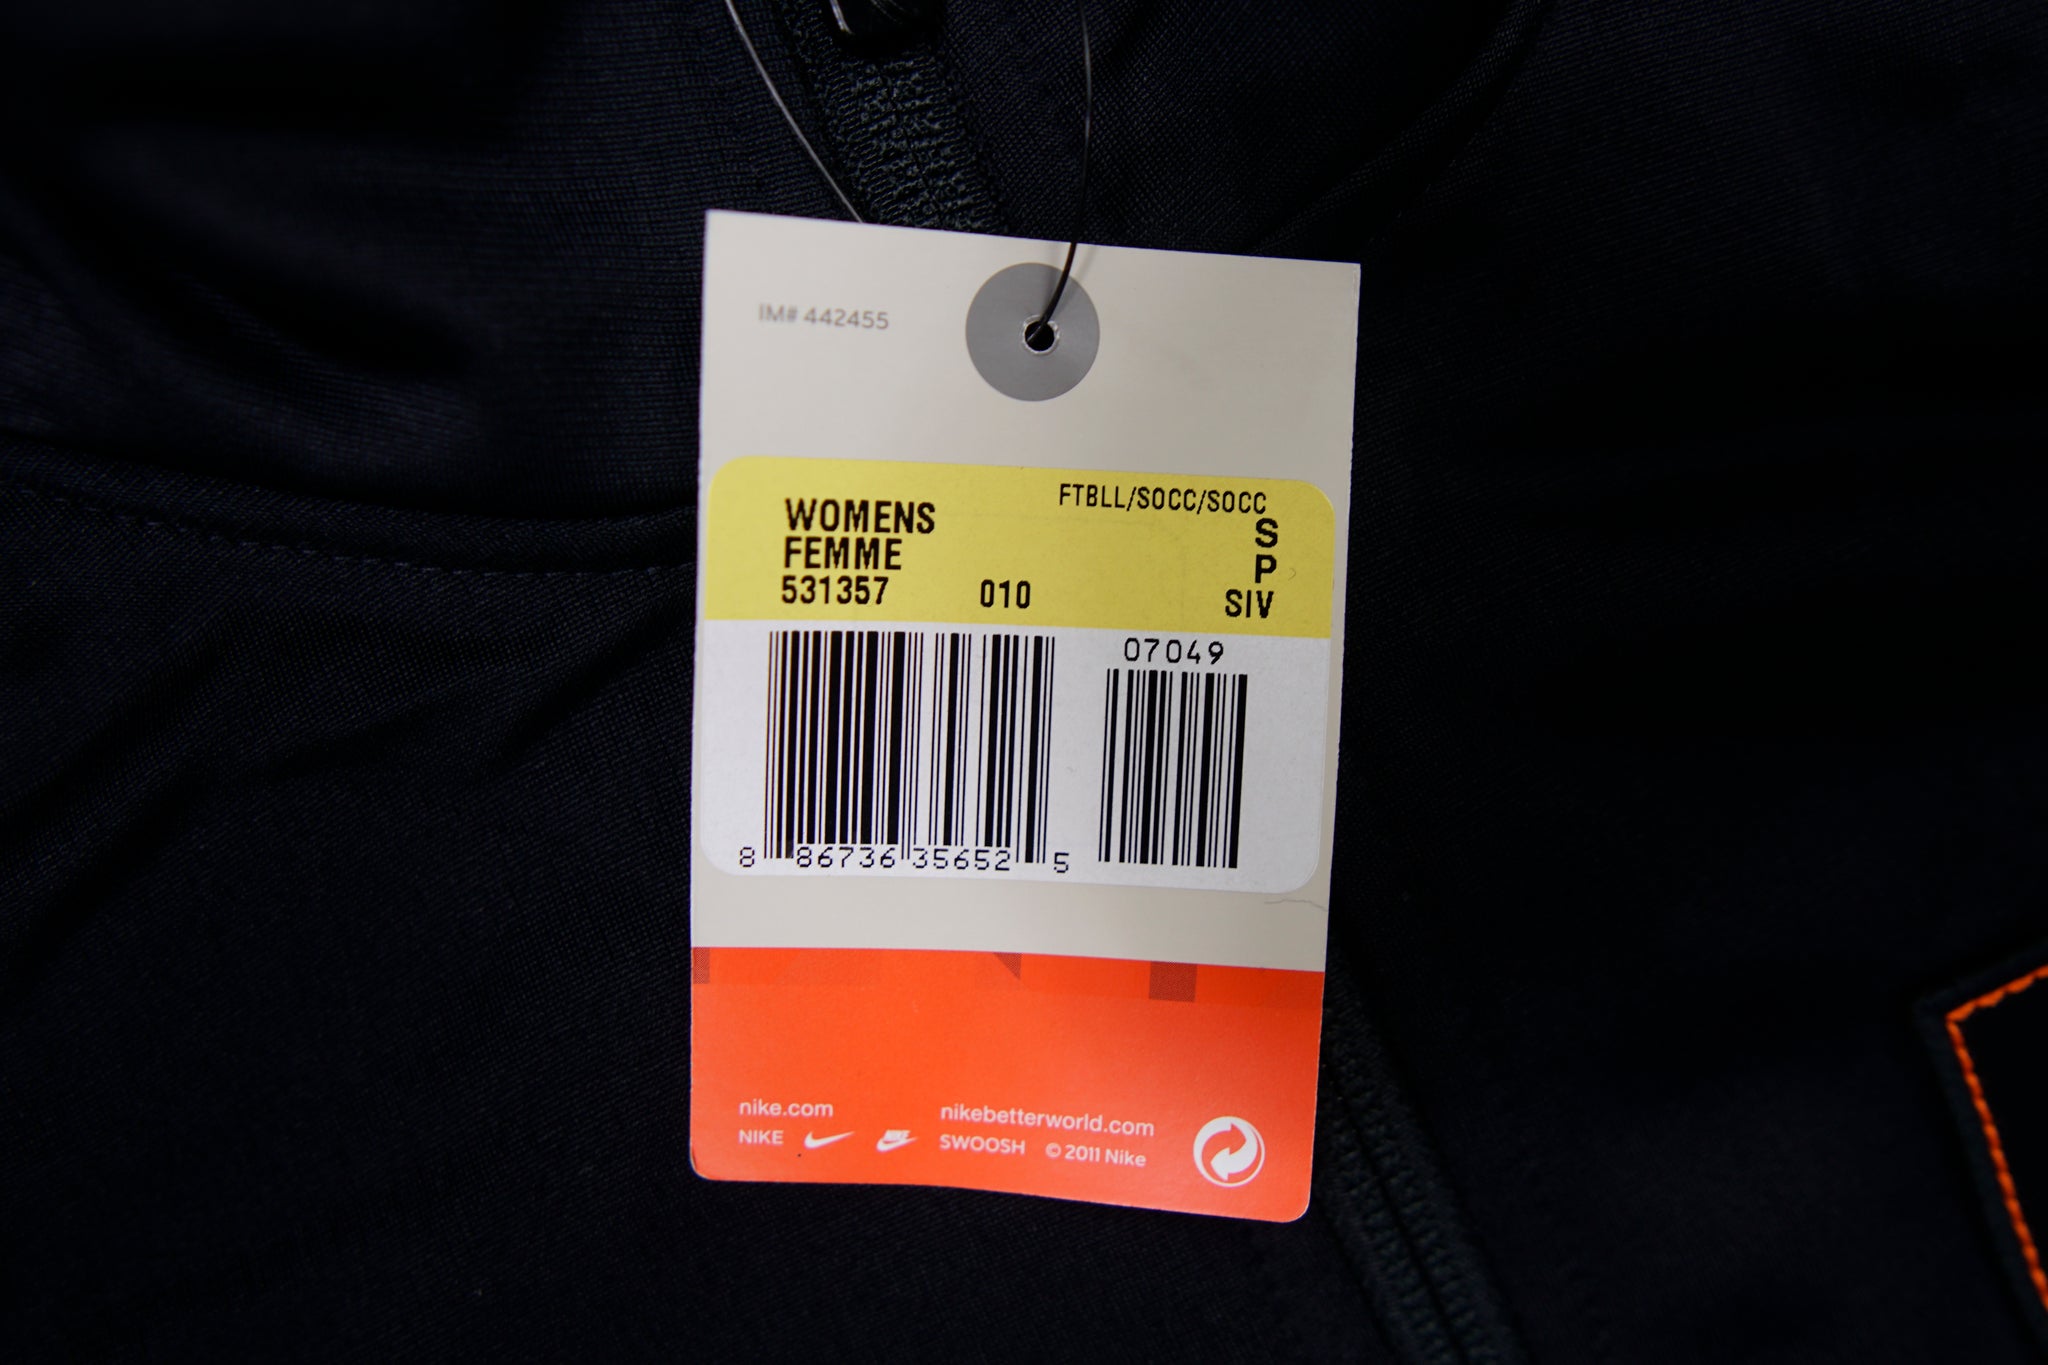 IM# 442455
FTBLL/SOCC/SOCC
WOMENS S
FEMME P
531357 010 SIV
07049
8 86736 35652 5
nike.com nikebetterworld.com
NIKE NIKE SWOOSH © 2011 Nike